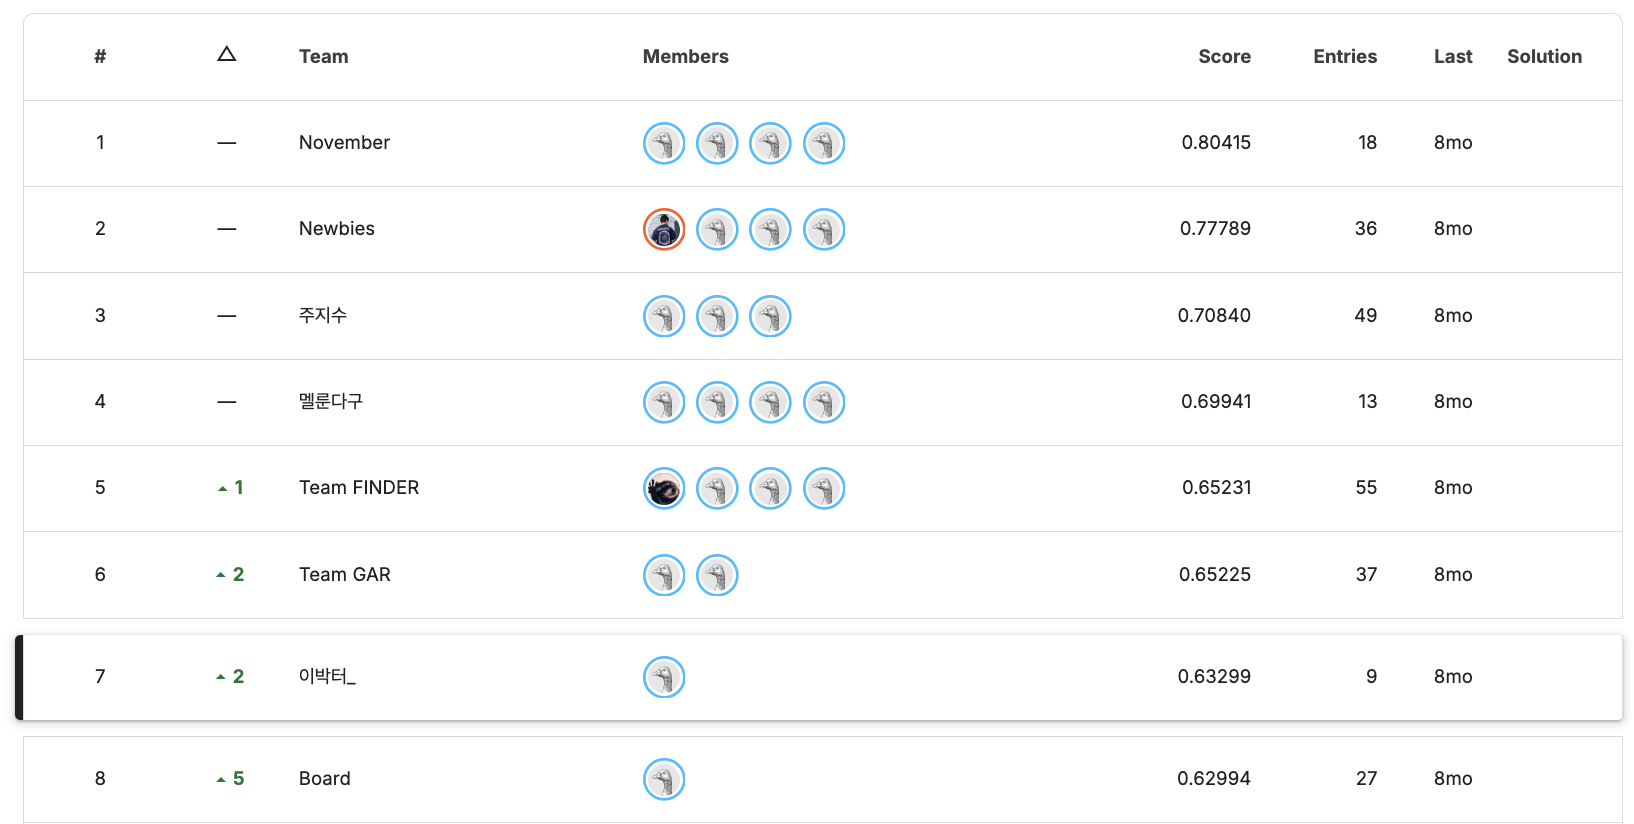 # △ Team Members Score Entries Last Solution
1 — November 0.80415 18 8mo
2 — Newbies 0.77789 36 8mo
3 — 주지수 0.70840 49 8mo
4 — 멜룬다구 0.69941 13 8mo
5 ▲ 1 Team FINDER 0.65231 55 8mo
6 ▲ 2 Team GAR 0.65225 37 8mo
7 ▲ 2 이박터_ 0.63299 9 8mo
8 ▲ 5 Board 0.62994 27 8mo